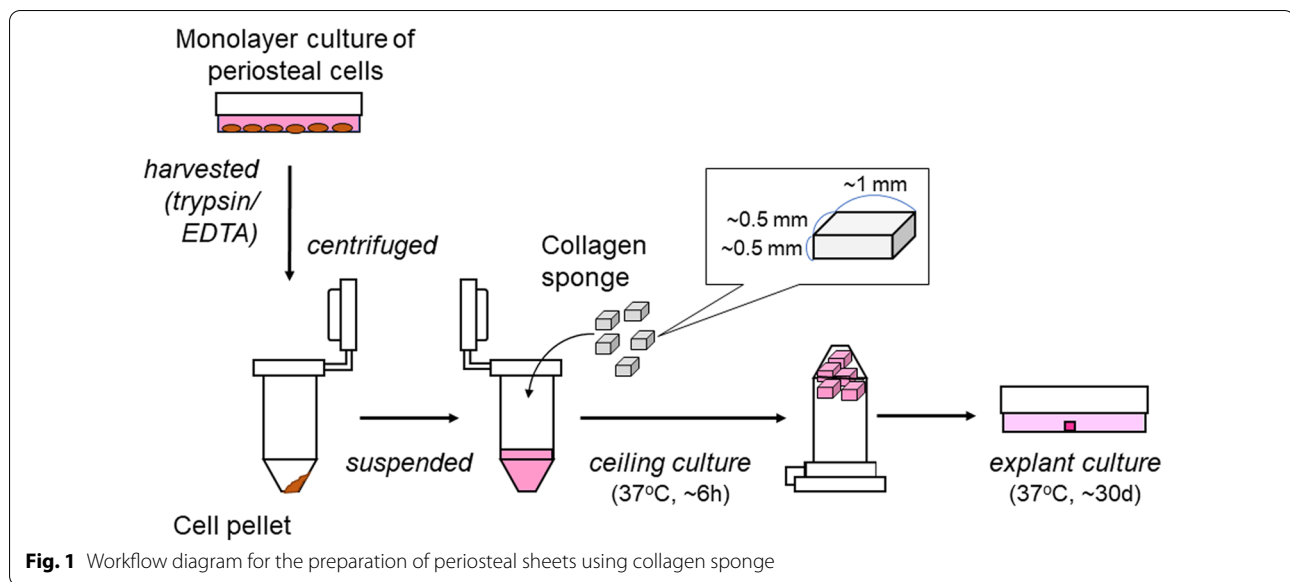 Monolayer culture of
periosteal cells
harvested
(trypsin/
EDTA)
centrifuged
Collagen
sponge
~1 mm
~0.5 mm
~0.5 mm
suspended
ceiling culture
(37°C, ~6h)
explant culture
(37°C, ~30d)
Cell pellet
Fig. 1 Workflow diagram for the preparation of periosteal sheets using collagen sponge